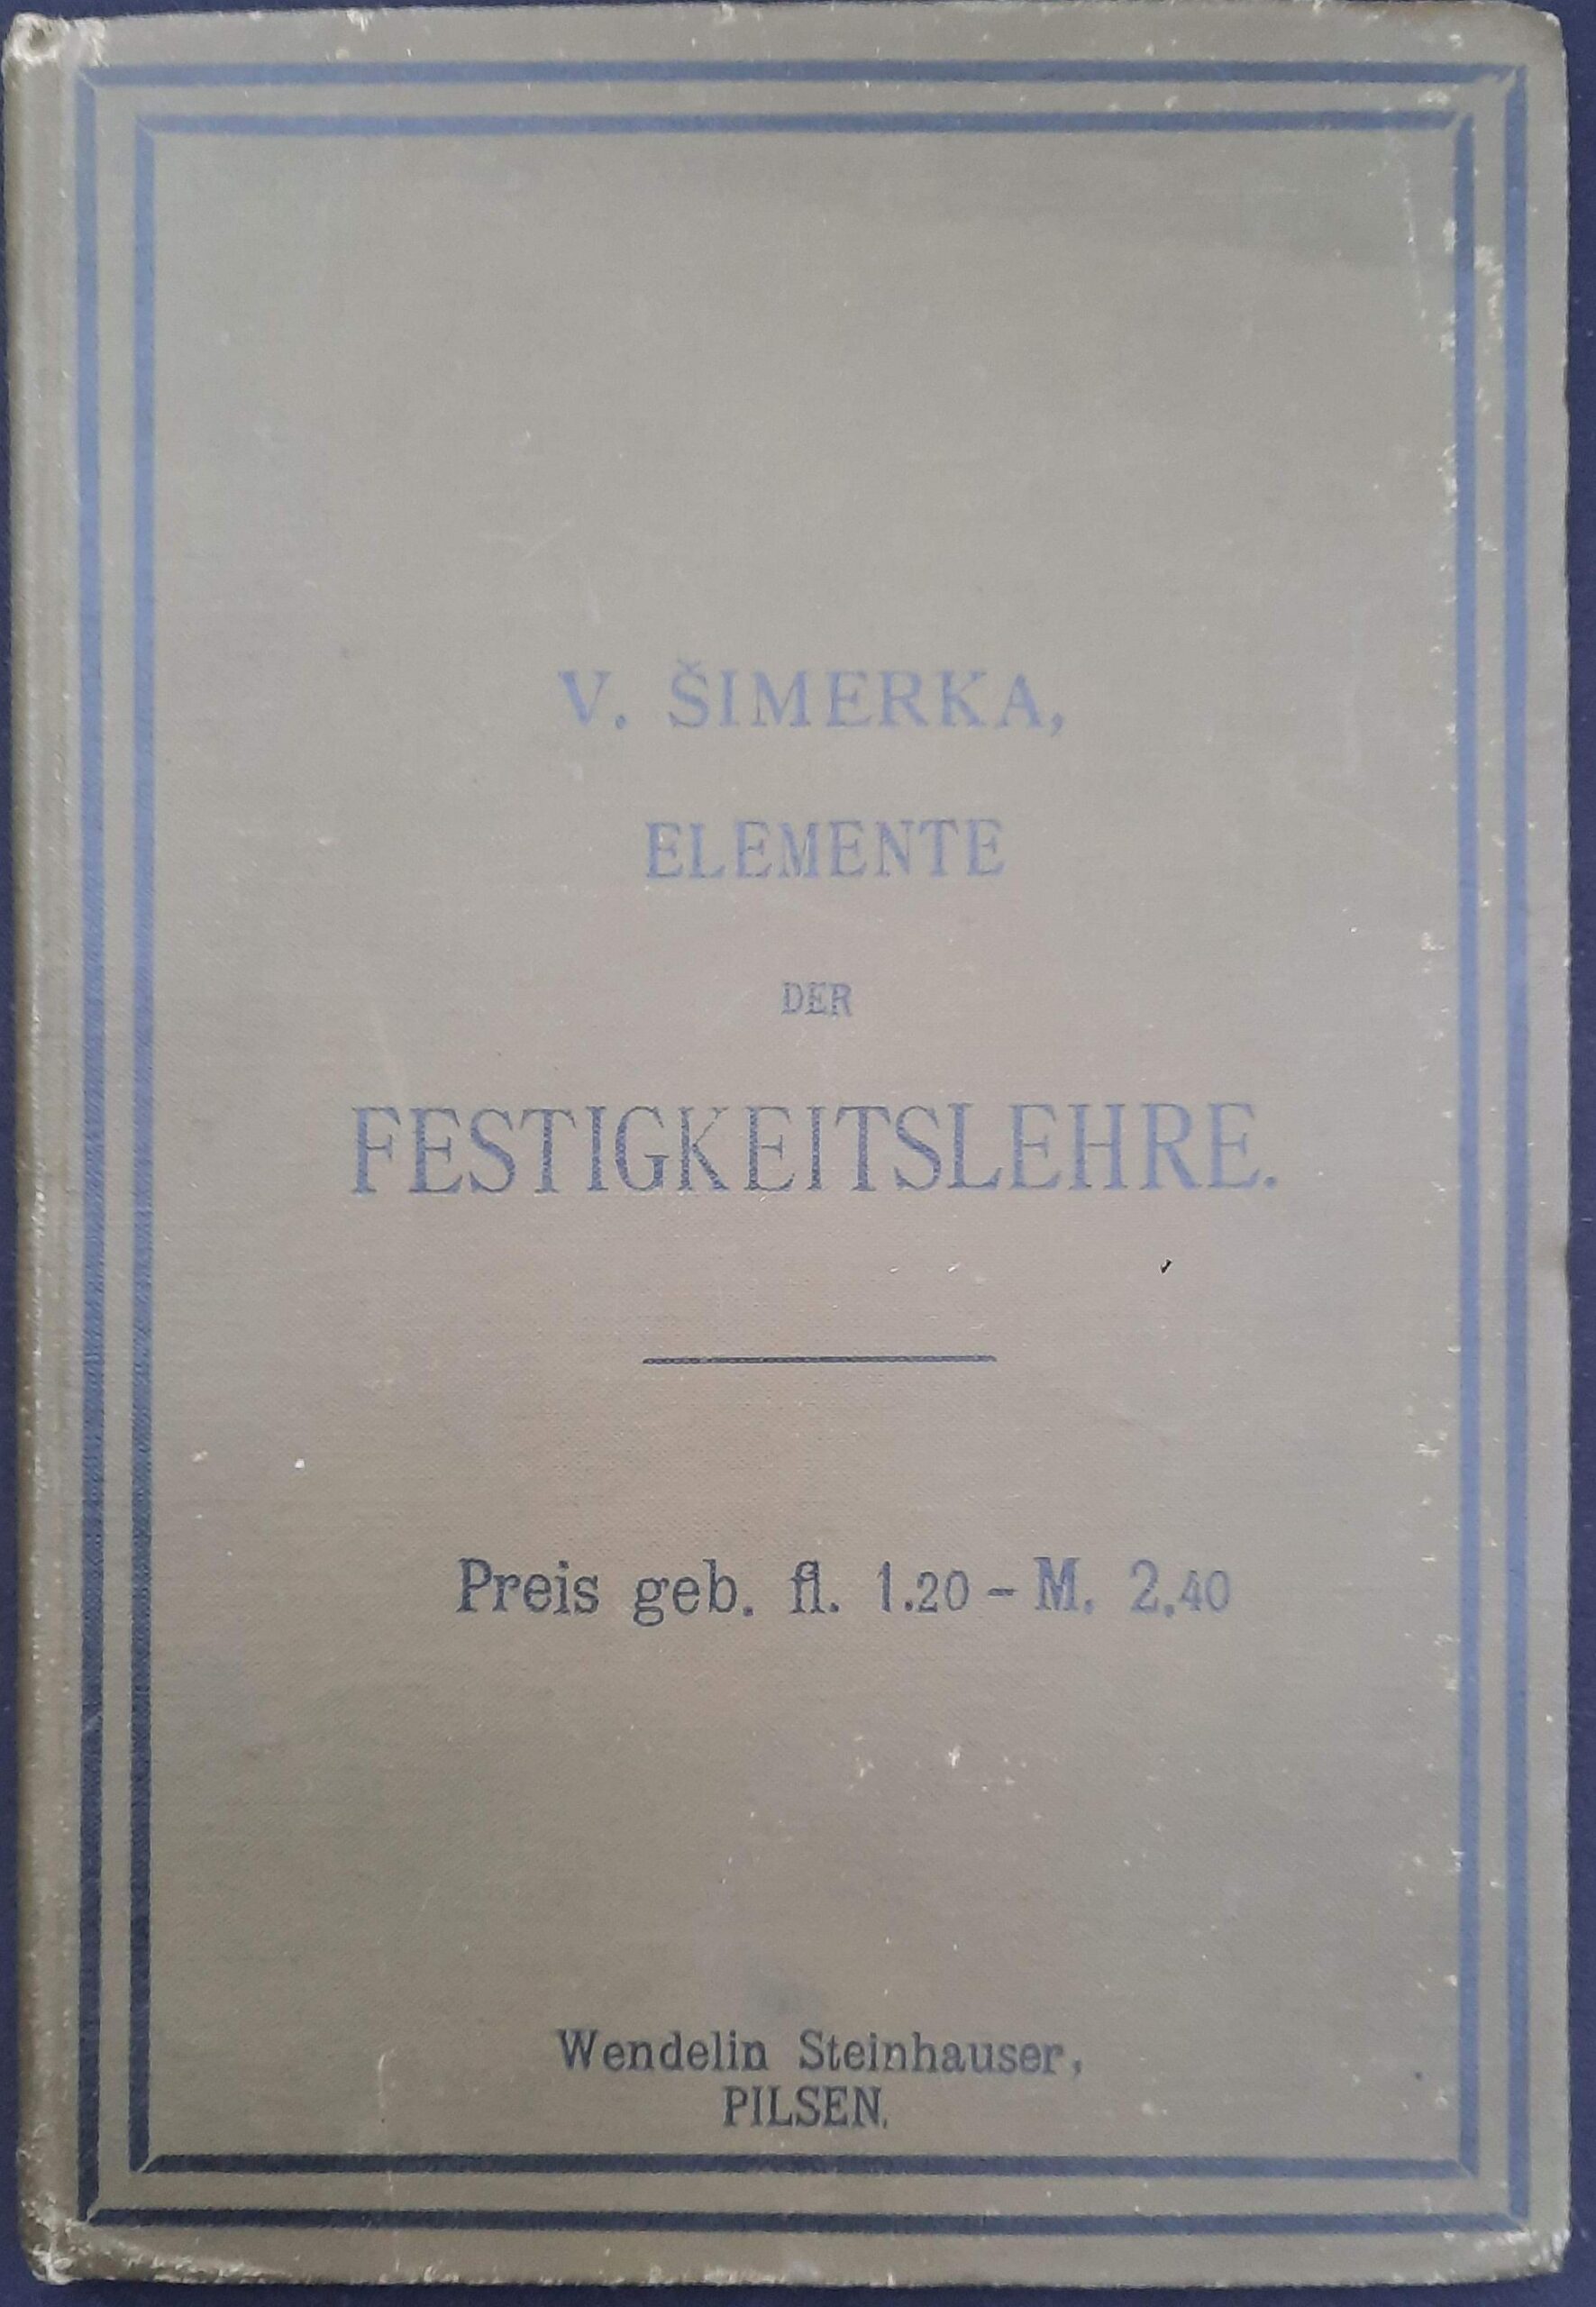 V. ŠIMERKA,
ELEMENTE
DER
FESTIGKEITSLEHRE.
Preis geb. fl. 1.20 – M. 2.40
Wendelin Steinhauser,
PILSEN.